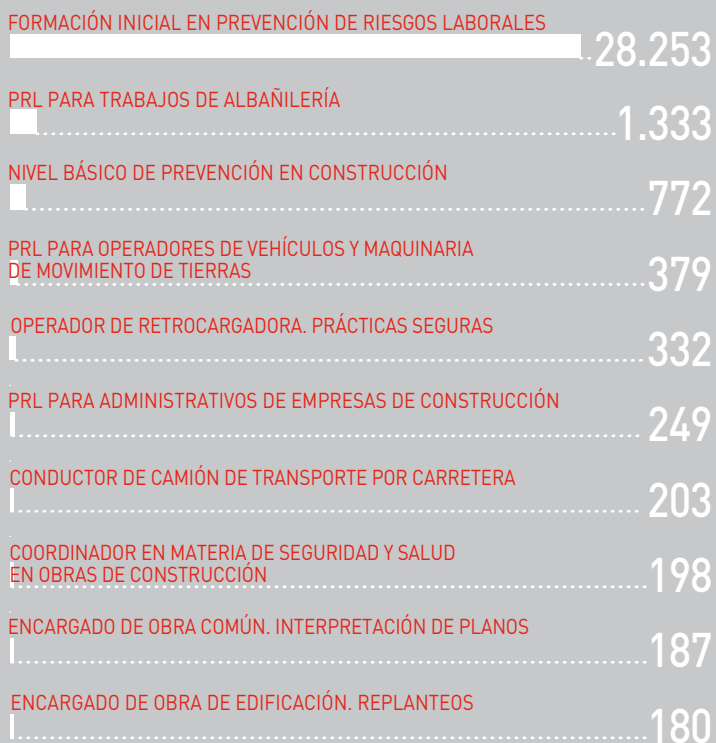 FORMACIÓN INICIAL EN PREVENCIÓN DE RIESGOS LABORALES
28.253
PRL PARA TRABAJOS DE ALBAÑILERÍA
1.333
NIVEL BÁSICO DE PREVENCIÓN EN CONSTRUCCIÓN
772
PRL PARA OPERADORES DE VEHÍCULOS Y MAQUINARIA
DE MOVIMIENTO DE TIERRAS
379
OPERADOR DE RETROCARGADORA. PRÁCTICAS SEGURAS
332
PRL PARA ADMINISTRATIVOS DE EMPRESAS DE CONSTRUCCIÓN
249
CONDUCTOR DE CAMIÓN DE TRANSPORTE POR CARRETERA
203
COORDINADOR EN MATERIA DE SEGURIDAD Y SALUD
EN OBRAS DE CONSTRUCCIÓN
198
ENCARGADO DE OBRA COMÚN. INTERPRETACIÓN DE PLANOS
187
ENCARGADO DE OBRA DE EDIFICACIÓN. REPLANTEOS
180